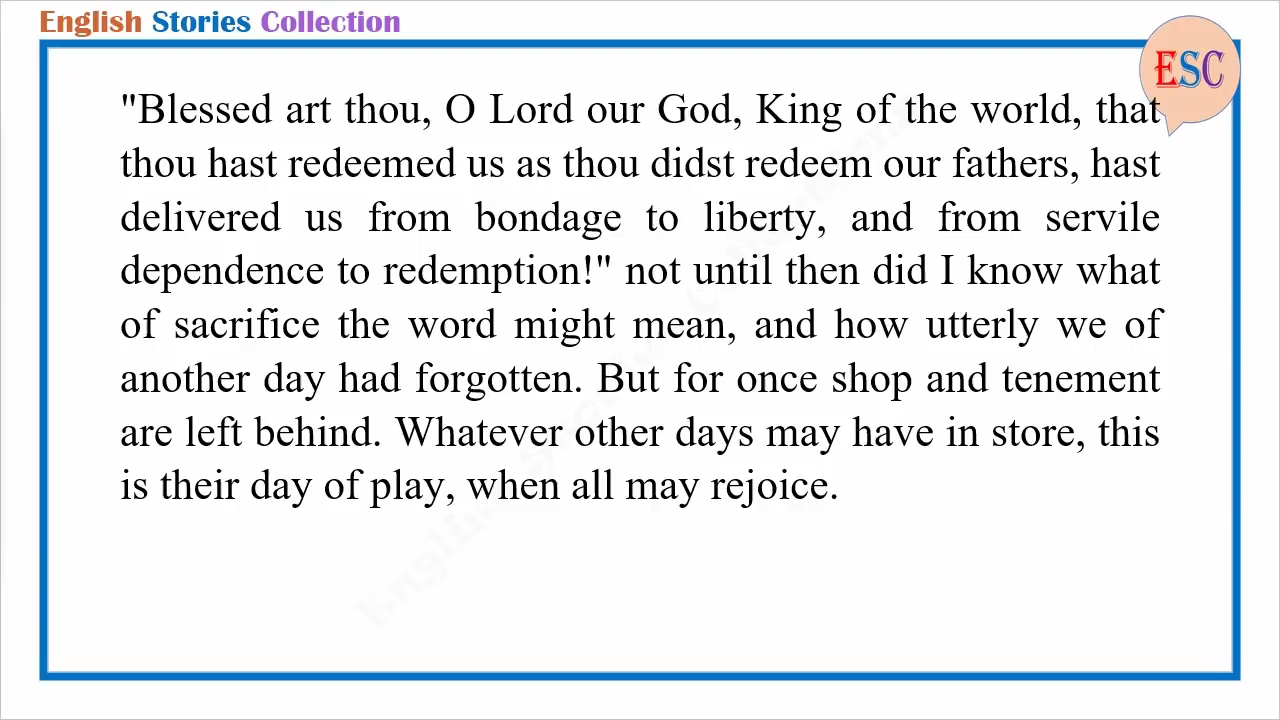 English Stories Collection
ESC
"Blessed art thou, O Lord our God, King of the world, that
thou hast redeemed us as thou didst redeem our fathers, hast
delivered us from bondage to liberty, and from servile
dependence to redemption!" not until then did I know what
of sacrifice the word might mean, and how utterly we of
another day had forgotten. But for once shop and tenement
are left behind. Whatever other days may have in store, this
is their day of play, when all may rejoice.